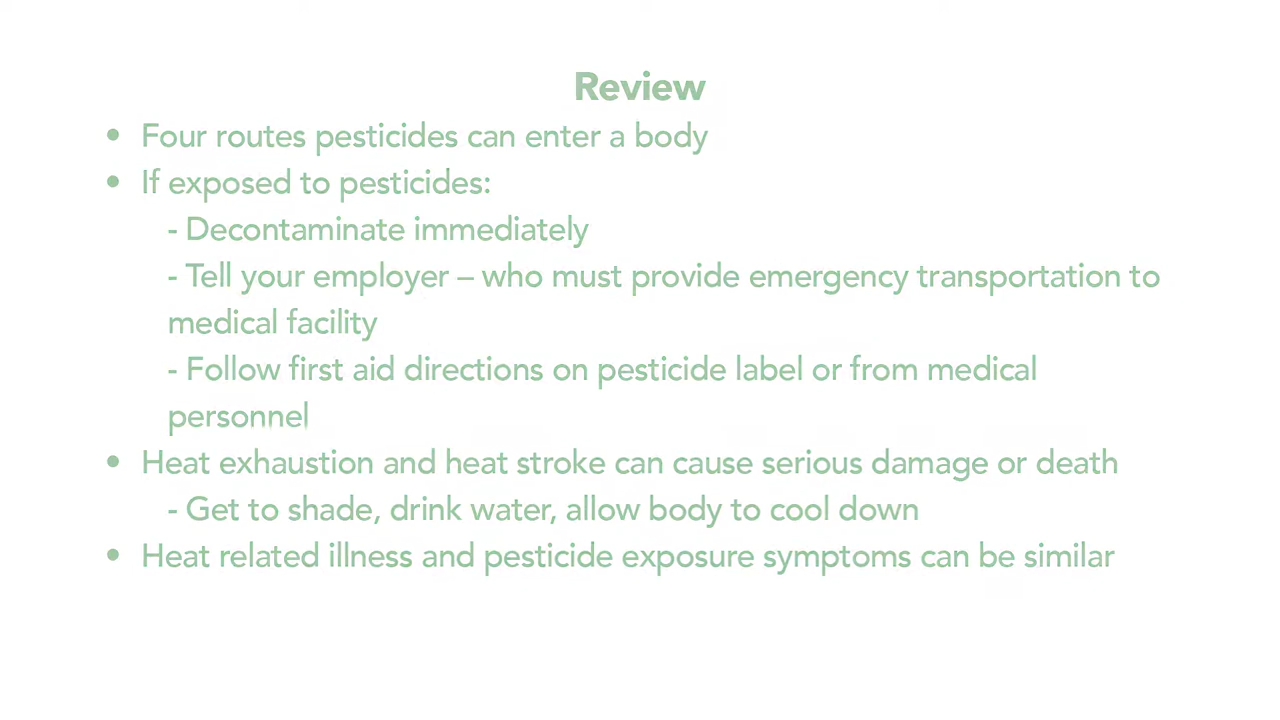 Review
• Four routes pesticides can enter a body
• If exposed to pesticides:
- Decontaminate immediately
- Tell your employer – who must provide emergency transportation to
medical facility
- Follow first aid directions on pesticide label or from medical
personnel
• Heat exhaustion and heat stroke can cause serious damage or death
- Get to shade, drink water, allow body to cool down
• Heat related illness and pesticide exposure symptoms can be similar